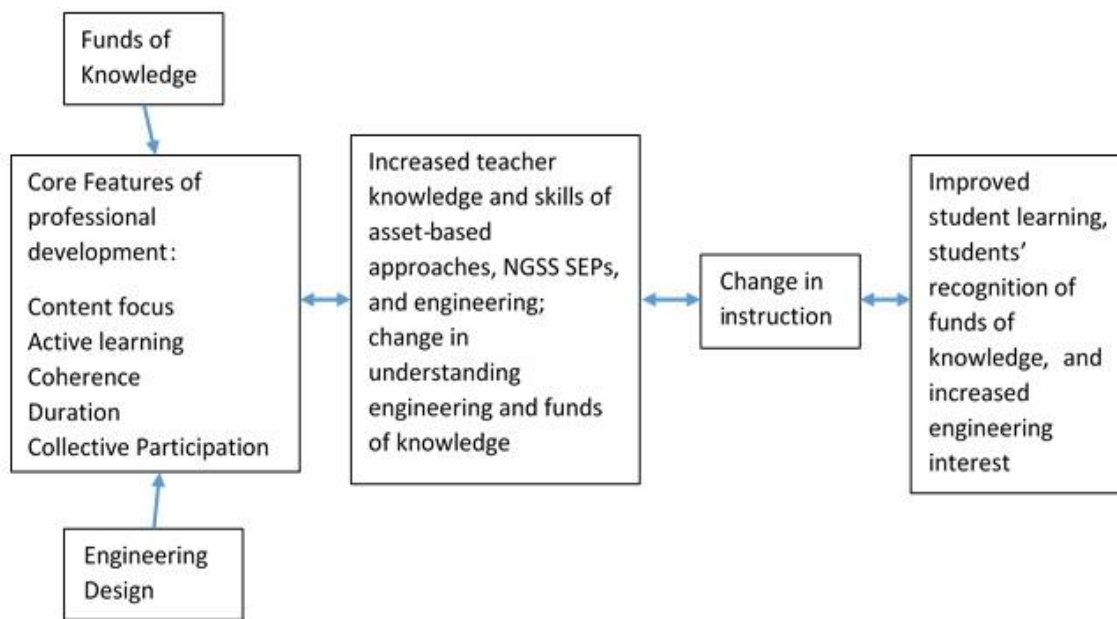 Funds of
Knowledge
Core Features of
professional
development:
Content focus
Active learning
Coherence
Duration
Collective Participation
Engineering
Design
Increased teacher
knowledge and skills of
asset-based
approaches, NGSS SEPs,
and engineering;
change in
understanding
engineering and funds
of knowledge
Change in
instruction
Improved
student learning,
students’
recognition of
funds of
knowledge, and
increased
engineering
interest